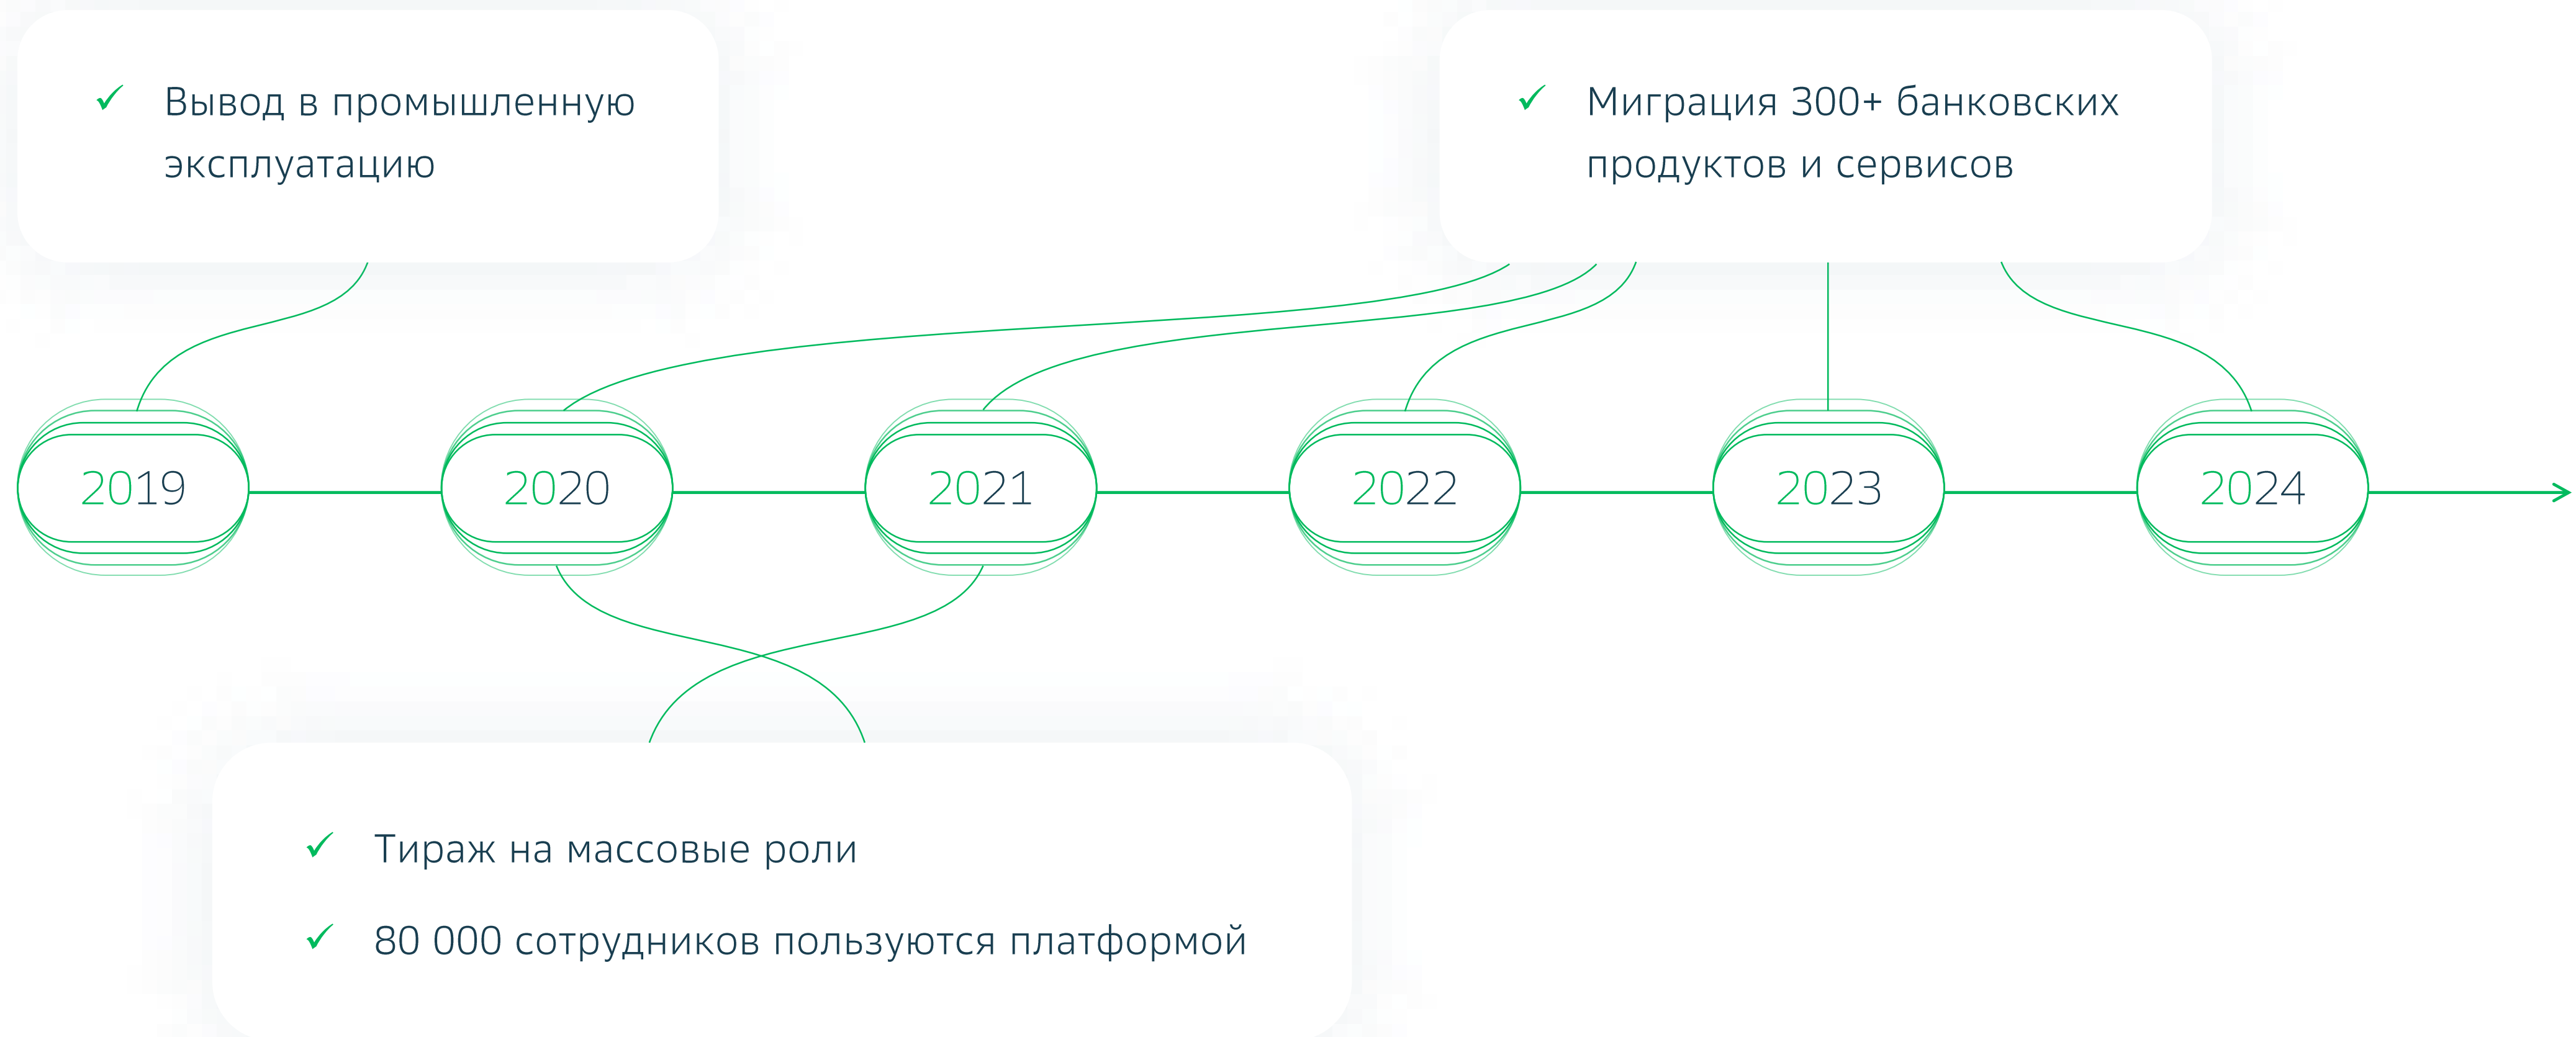 Вывод в промышленную
эксплуатацию
Миграция 300+ банковских
продуктов и сервисов
2019
2020
2021
2022
2023
2024
Тираж на массовые роли
80 000 сотрудников пользуются платформой